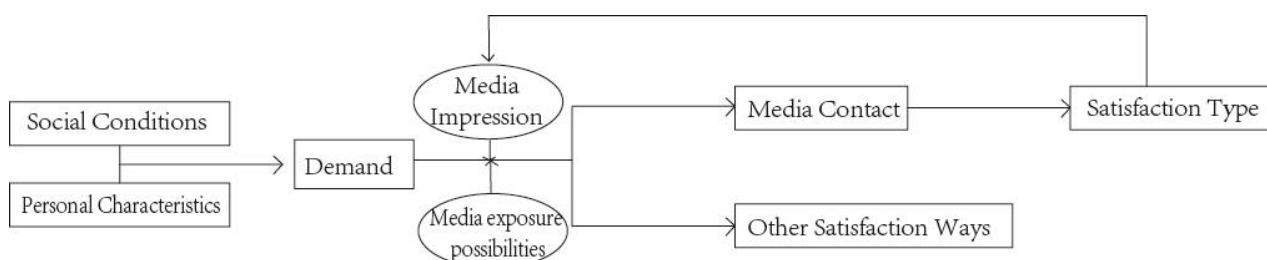 Social Conditions
Personal Characteristics
Demand
Media
Impression
Media exposure
possibilities
Media Contact
Other Satisfaction Ways
Satisfaction Type